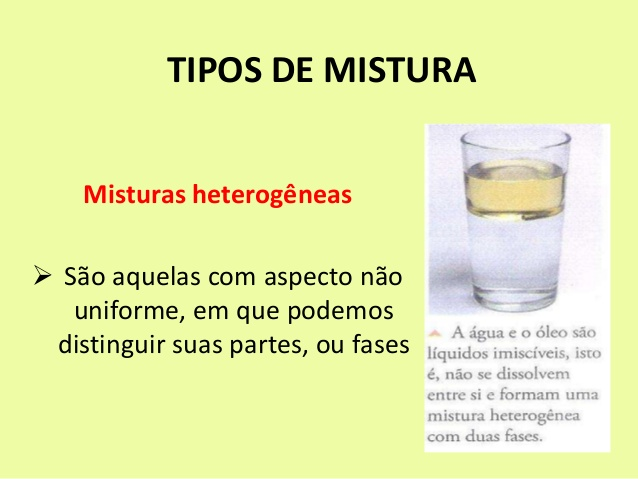 TIPOS DE MISTURA
Misturas heterogêneas
➢ São aquelas com aspecto não
uniforme, em que podemos
distinguir suas partes, ou fases
A água e o óleo são
líquidos imiscíveis, isto
é, não se dissolvem
entre si e formam uma
mistura heterogênea
com duas fases.